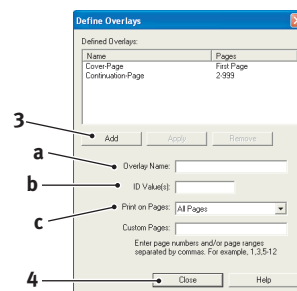 Define Overlays
Defined Overlays:
Name Pages
Cover-Page First Page
Continuation-Page 2-999
3
Add Apply Remove
a Overlay Name:
b ID Value(s):
c Print on Pages: All Pages
Custom Pages:
Enter page numbers and/or page ranges
separated by commas. For example, 1,3,5-12
4 Close Help